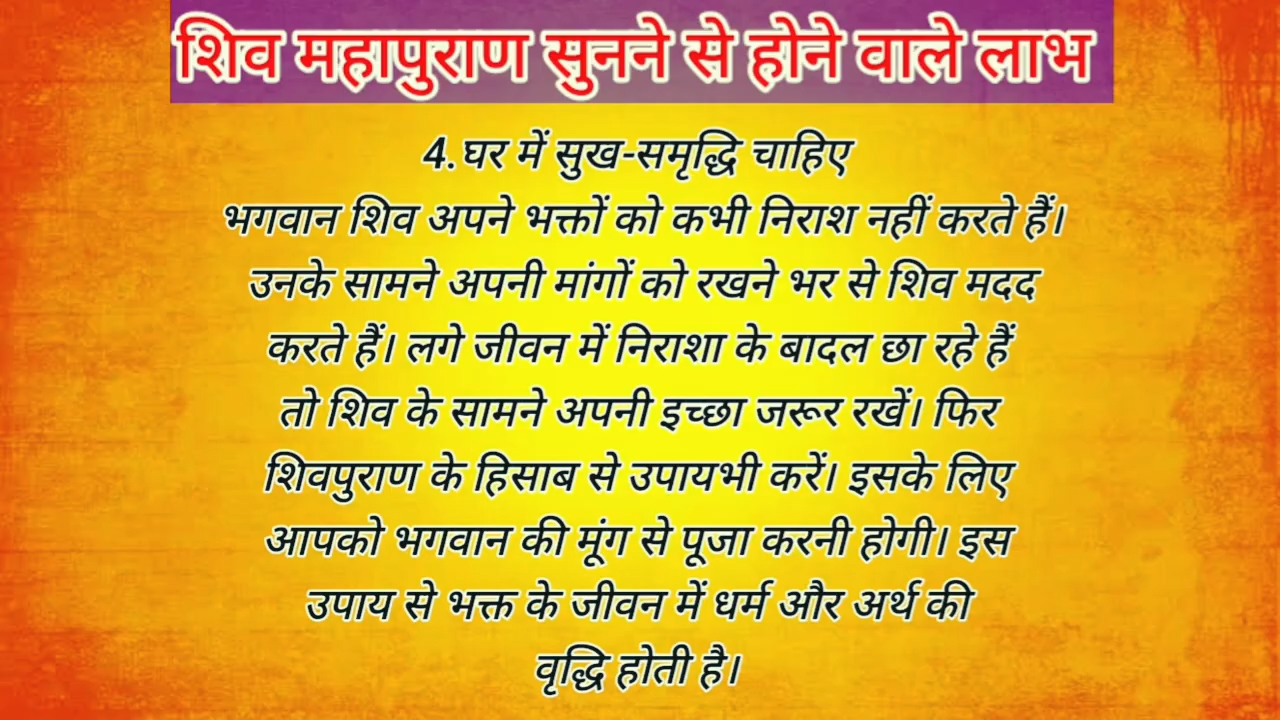 शिव महापुराण सुनने से होने वाले लाभ
4. घर में सुख-समृद्धि चाहिए
भगवान शिव अपने भक्तों को कभी निराश नहीं करते हैं।
उनके सामने अपनी मांगों को रखने भर से शिव मदद
करते हैं। लगे जीवन में निराशा के बादल छा रहे हैं
तो शिव के सामने अपनी इच्छा जरूर रखें। फिर
शिवपुराण के हिसाब से उपायभी करें। इसके लिए
आपको भगवान की मूंग से पूजा करनी होगी। इस
उपाय से भक्त के जीवन में धर्म और अर्थ की
वृद्धि होती है।